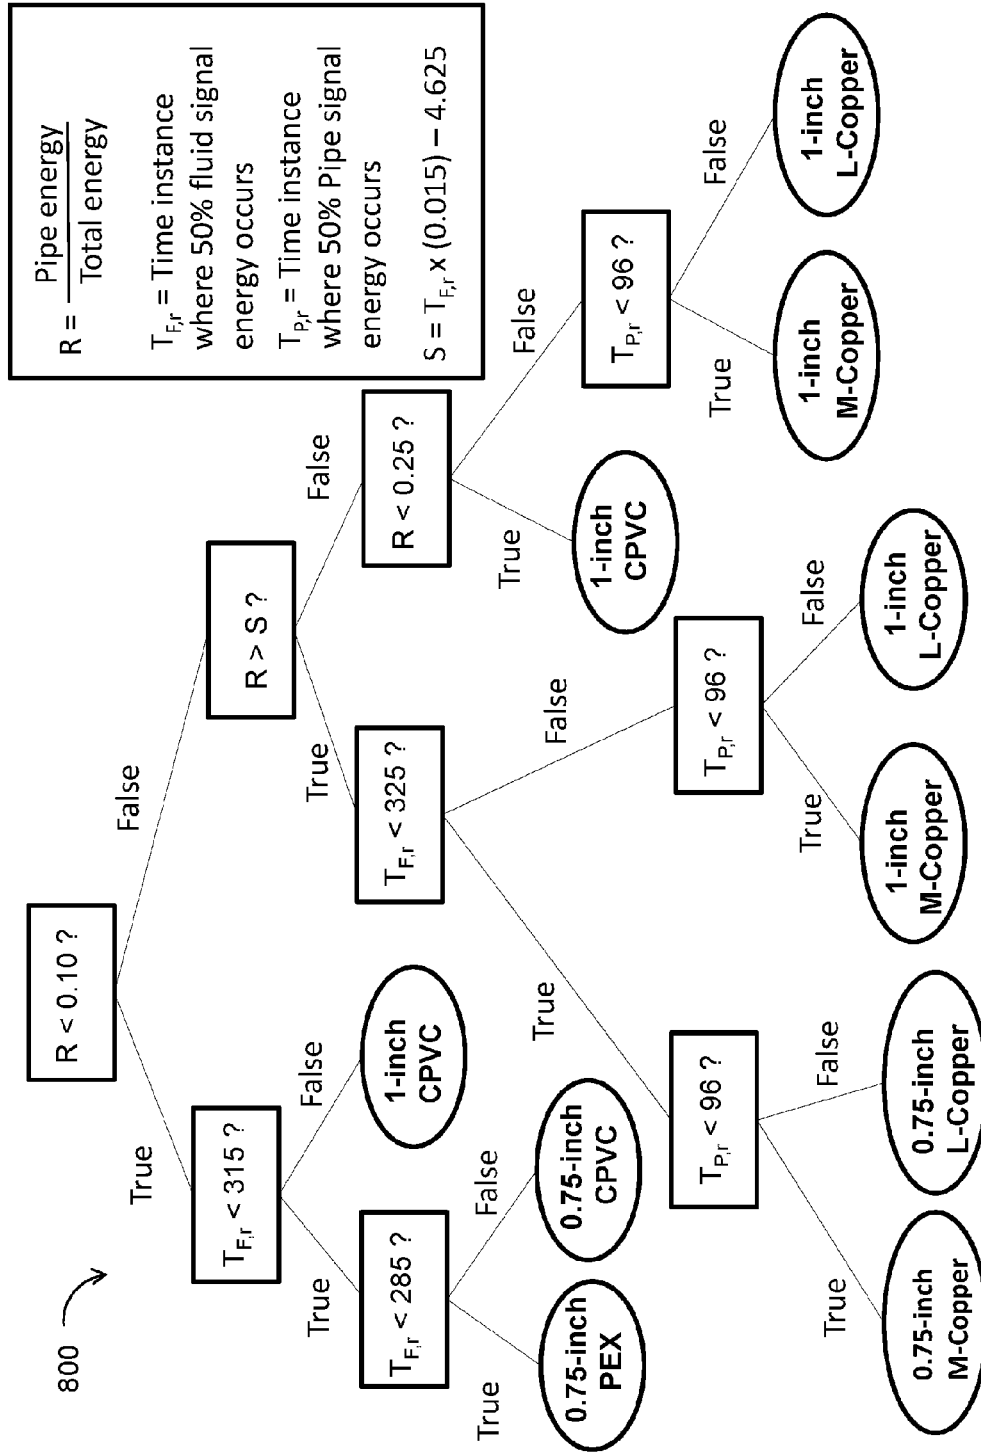 800
R < 0.10 ?
True
False
T_F,r < 315 ?
R > S ?
True
False
True
False
T_F,r < 285 ?
1-inch
CPVC
T_F,r < 325 ?
R < 0.25 ?
True
False
True
False
True
False
0.75-inch
PEX
0.75-inch
CPVC
1-inch
CPVC
T_P,r < 96 ?
T_P,r < 96 ?
T_P,r < 96 ?
True
False
True
False
True
False
0.75-inch
M-Copper
0.75-inch
L-Copper
1-inch
M-Copper
1-inch
L-Copper
1-inch
M-Copper
1-inch
L-Copper
R = Pipe energy
Total energy
T_F,r = Time instance
where 50% fluid signal
energy occurs
T_P,r = Time instance
where 50% Pipe signal
energy occurs
S = T_F,r x (0.015) – 4.625